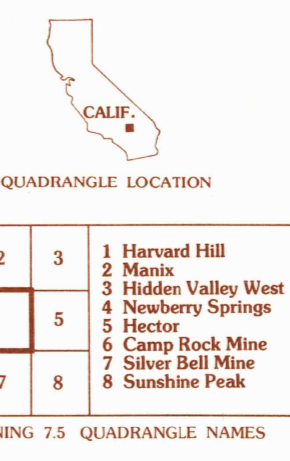 CALIF.
QUADRANGLE LOCATION
2 3
5
7 8
1 Harvard Hill
2 Manix
3 Hidden Valley West
4 Newberry Springs
5 Hector
6 Camp Rock Mine
7 Silver Bell Mine
8 Sunshine Peak
NING 7.5 QUADRANGLE NAMES